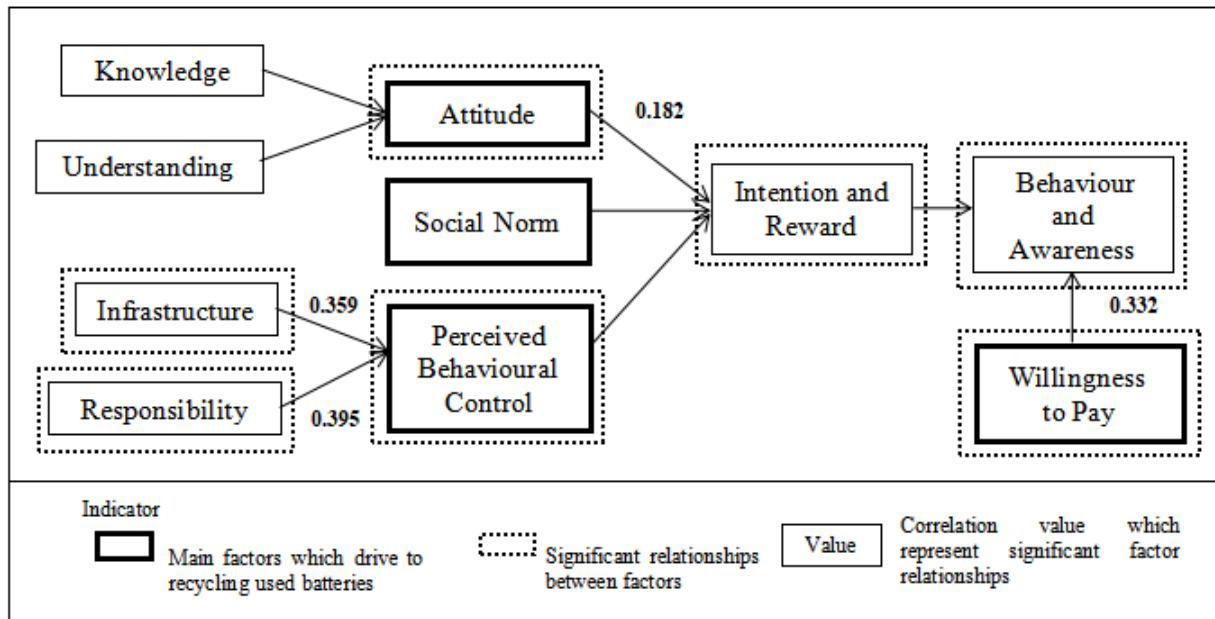 Knowledge
Understanding
Attitude
0.182
Social Norm
Infrastructure
0.359
Responsibility
0.395
Perceived
Behavioural
Control
Intention and
Reward
Behaviour
and
Awareness
0.332
Willingness
to Pay
Indicator
Main factors which drive to
recycling used batteries
Significant relationships
between factors
Value
Correlation value which
represent significant factor
relationships